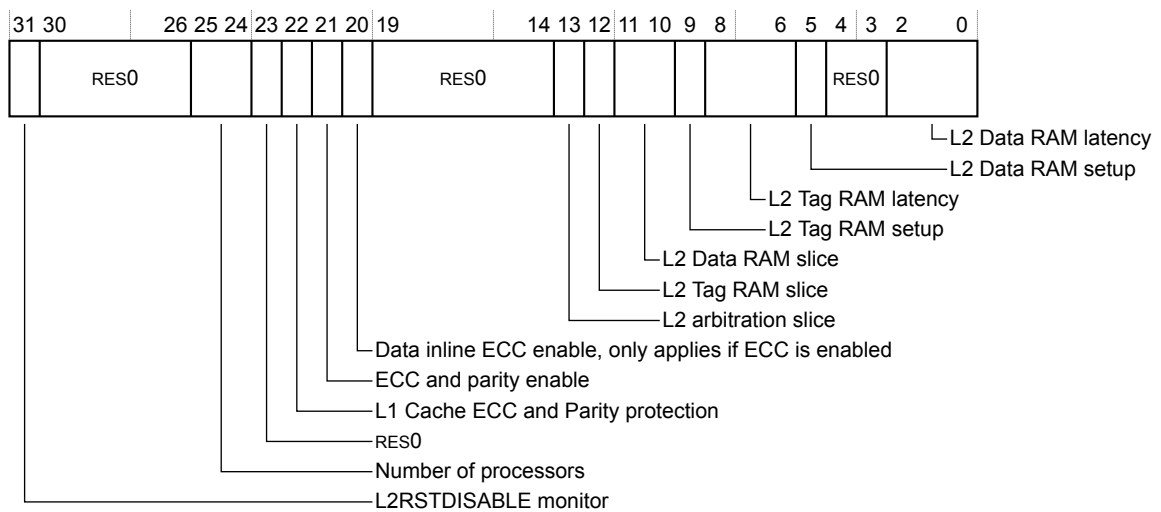 31 30 26 25 24 23 22 21 20 19 14 13 12 11 10 9 8 6 5 4 3 2 0
RES0 RES0 RES0
L2 Data RAM latency
L2 Data RAM setup
L2 Tag RAM latency
L2 Tag RAM setup
L2 Data RAM slice
L2 Tag RAM slice
L2 arbitration slice
Data inline ECC enable, only applies if ECC is enabled
ECC and parity enable
L1 Cache ECC and Parity protection
RES0
Number of processors
L2RSTDISABLE monitor